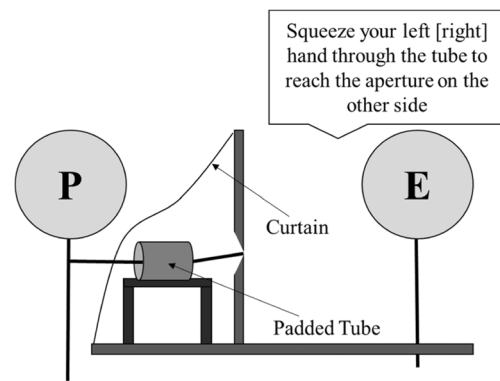 Squeeze your left [right]
hand through the tube to
reach the aperture on the
other side
P
E
Curtain
Padded Tube